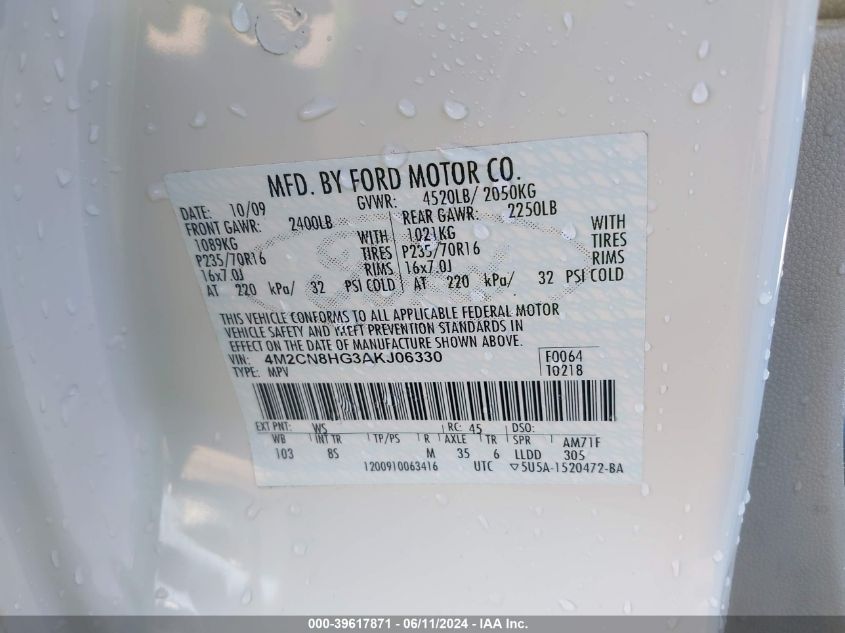 MFD. BY FORD MOTOR CO.
DATE: 10/09 GVWR: 4520LB/ 2050KG
FRONT GAWR: 2400LB REAR GAWR: 2250LB
1089KG WITH 1021KG WITH
P235/70R16 TIRES P235/70R16 TIRES
16x7.0J RIMS 16x7.0J RIMS
AT 220 kPa/ 32 PSI COLD AT 220 kPa/ 32 PSI COLD
THIS VEHICLE CONFORMS TO ALL APPLICABLE FEDERAL MOTOR
VEHICLE SAFETY AND THEFT PREVENTION STANDARDS IN
EFFECT ON THE DATE OF MANUFACTURE SHOWN ABOVE.
VIN: 4M2CN8HG3AKJ06330 F0064
TYPE: MPV 10218
EXT PNT: WS RC: 45 DSO:
WB INT TR TP/PS R AXLE TR SPR AM71F
103 BS M 35 6 LLDD 305
1200910063416 UTC ▽5U5A-1520472-BA
000-39617871 - 06/11/2024 - IAA Inc.